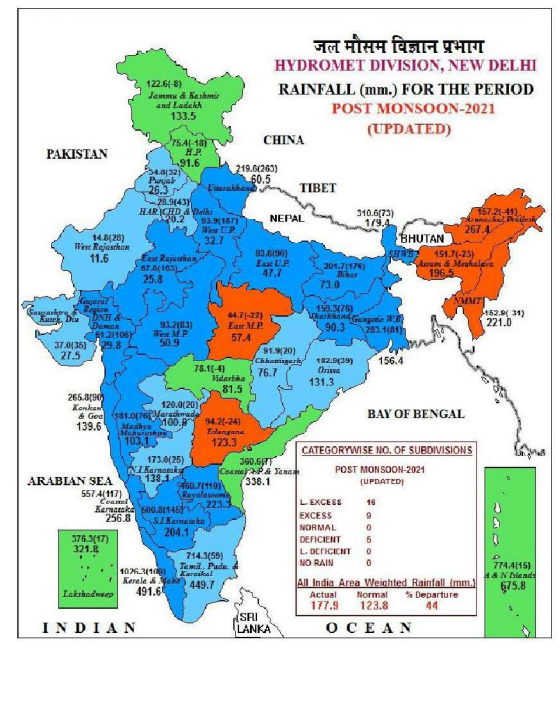 जल मौसम विज्ञान प्रभाग
HYDROMET DIVISION, NEW DELHI
RAINFALL (mm.) FOR THE PERIOD
POST MONSOON-2021
(UPDATED)
122.6(-8)
Jammu & Kashmir
and Ladakh
133.5
75.4(-18)
H.P.
91.6
CHINA
PAKISTAN
34.8(32)
Punjab
26.3
219.6(263)
60.5
Uttarakhand
TIBET
28.9(43)
HAR. CHD & Delhi
20.2
NEPAL
310.6(73)
179.4
157.2(-41)
Arunachal Pradesh
267.4
93.9(187)
West U.P.
32.7
BHUTAN
14.8(28)
West Rajasthan
11.6
East Rajasthan
67.8(163)
25.8
93.6(96)
East U.P.
47.7
201.7(176)
Bihar
73.0
SHWB
151.7(-23)
Assam & Meghalaya
196.5
NMMT
152.9(-31)
221.0
Saurashtra &
Kutch, Diu
37.0(35)
27.5
Gujarat
Region
DNH &
Daman
61.2(106)
29.8
93.2(83)
West M.P.
50.9
44.7(-22)
East M.P.
57.4
159.3(76)
Jharkhand
90.3
Gangetic W.B
283.1(81)
156.4
91.9(20)
Chhattisgarh
76.7
182.9(39)
Orissa
131.3
78.1(-4)
Vidarbha
81.5
265.8(90)
Konkan
& Goa
139.6
181.0(76)
Madhya
Maharashtra
103.1
120.0(20)
Marathwada
100.0
94.2(-24)
Telangana
123.3
BAY OF BENGAL
173.0(25)
N.I.Karnataka
138.1
360.6(7)
Coastal A.P & Yanam
338.1
ARABIAN SEA
557.4(117)
Coastal
Karnataka
256.8
469.7(110)
Rayalaseema
223.3
500.8(145)
S.I.Karnataka
204.1
376.3(17)
321.8
Lakshadweep
1026.3(109)
Kerala & Mahe
491.6
714.3(59)
Tamil., Pudu. &
Karaikal
449.7
774.4(15)
A & N Islands
675.8
CATEGORYWISE NO. OF SUBDIVISIONS
POST MONSOON-2021
(UPDATED)
L. EXCESS 16
EXCESS 9
NORMAL 6
DEFICIENT 5
L. DEFICIENT 0
NO RAIN 0
All India Area Weighted Rainfall (mm.)
Actual Normal % Departure
177.9 123.8 44
SRI
LANKA
INDIAN OCEAN